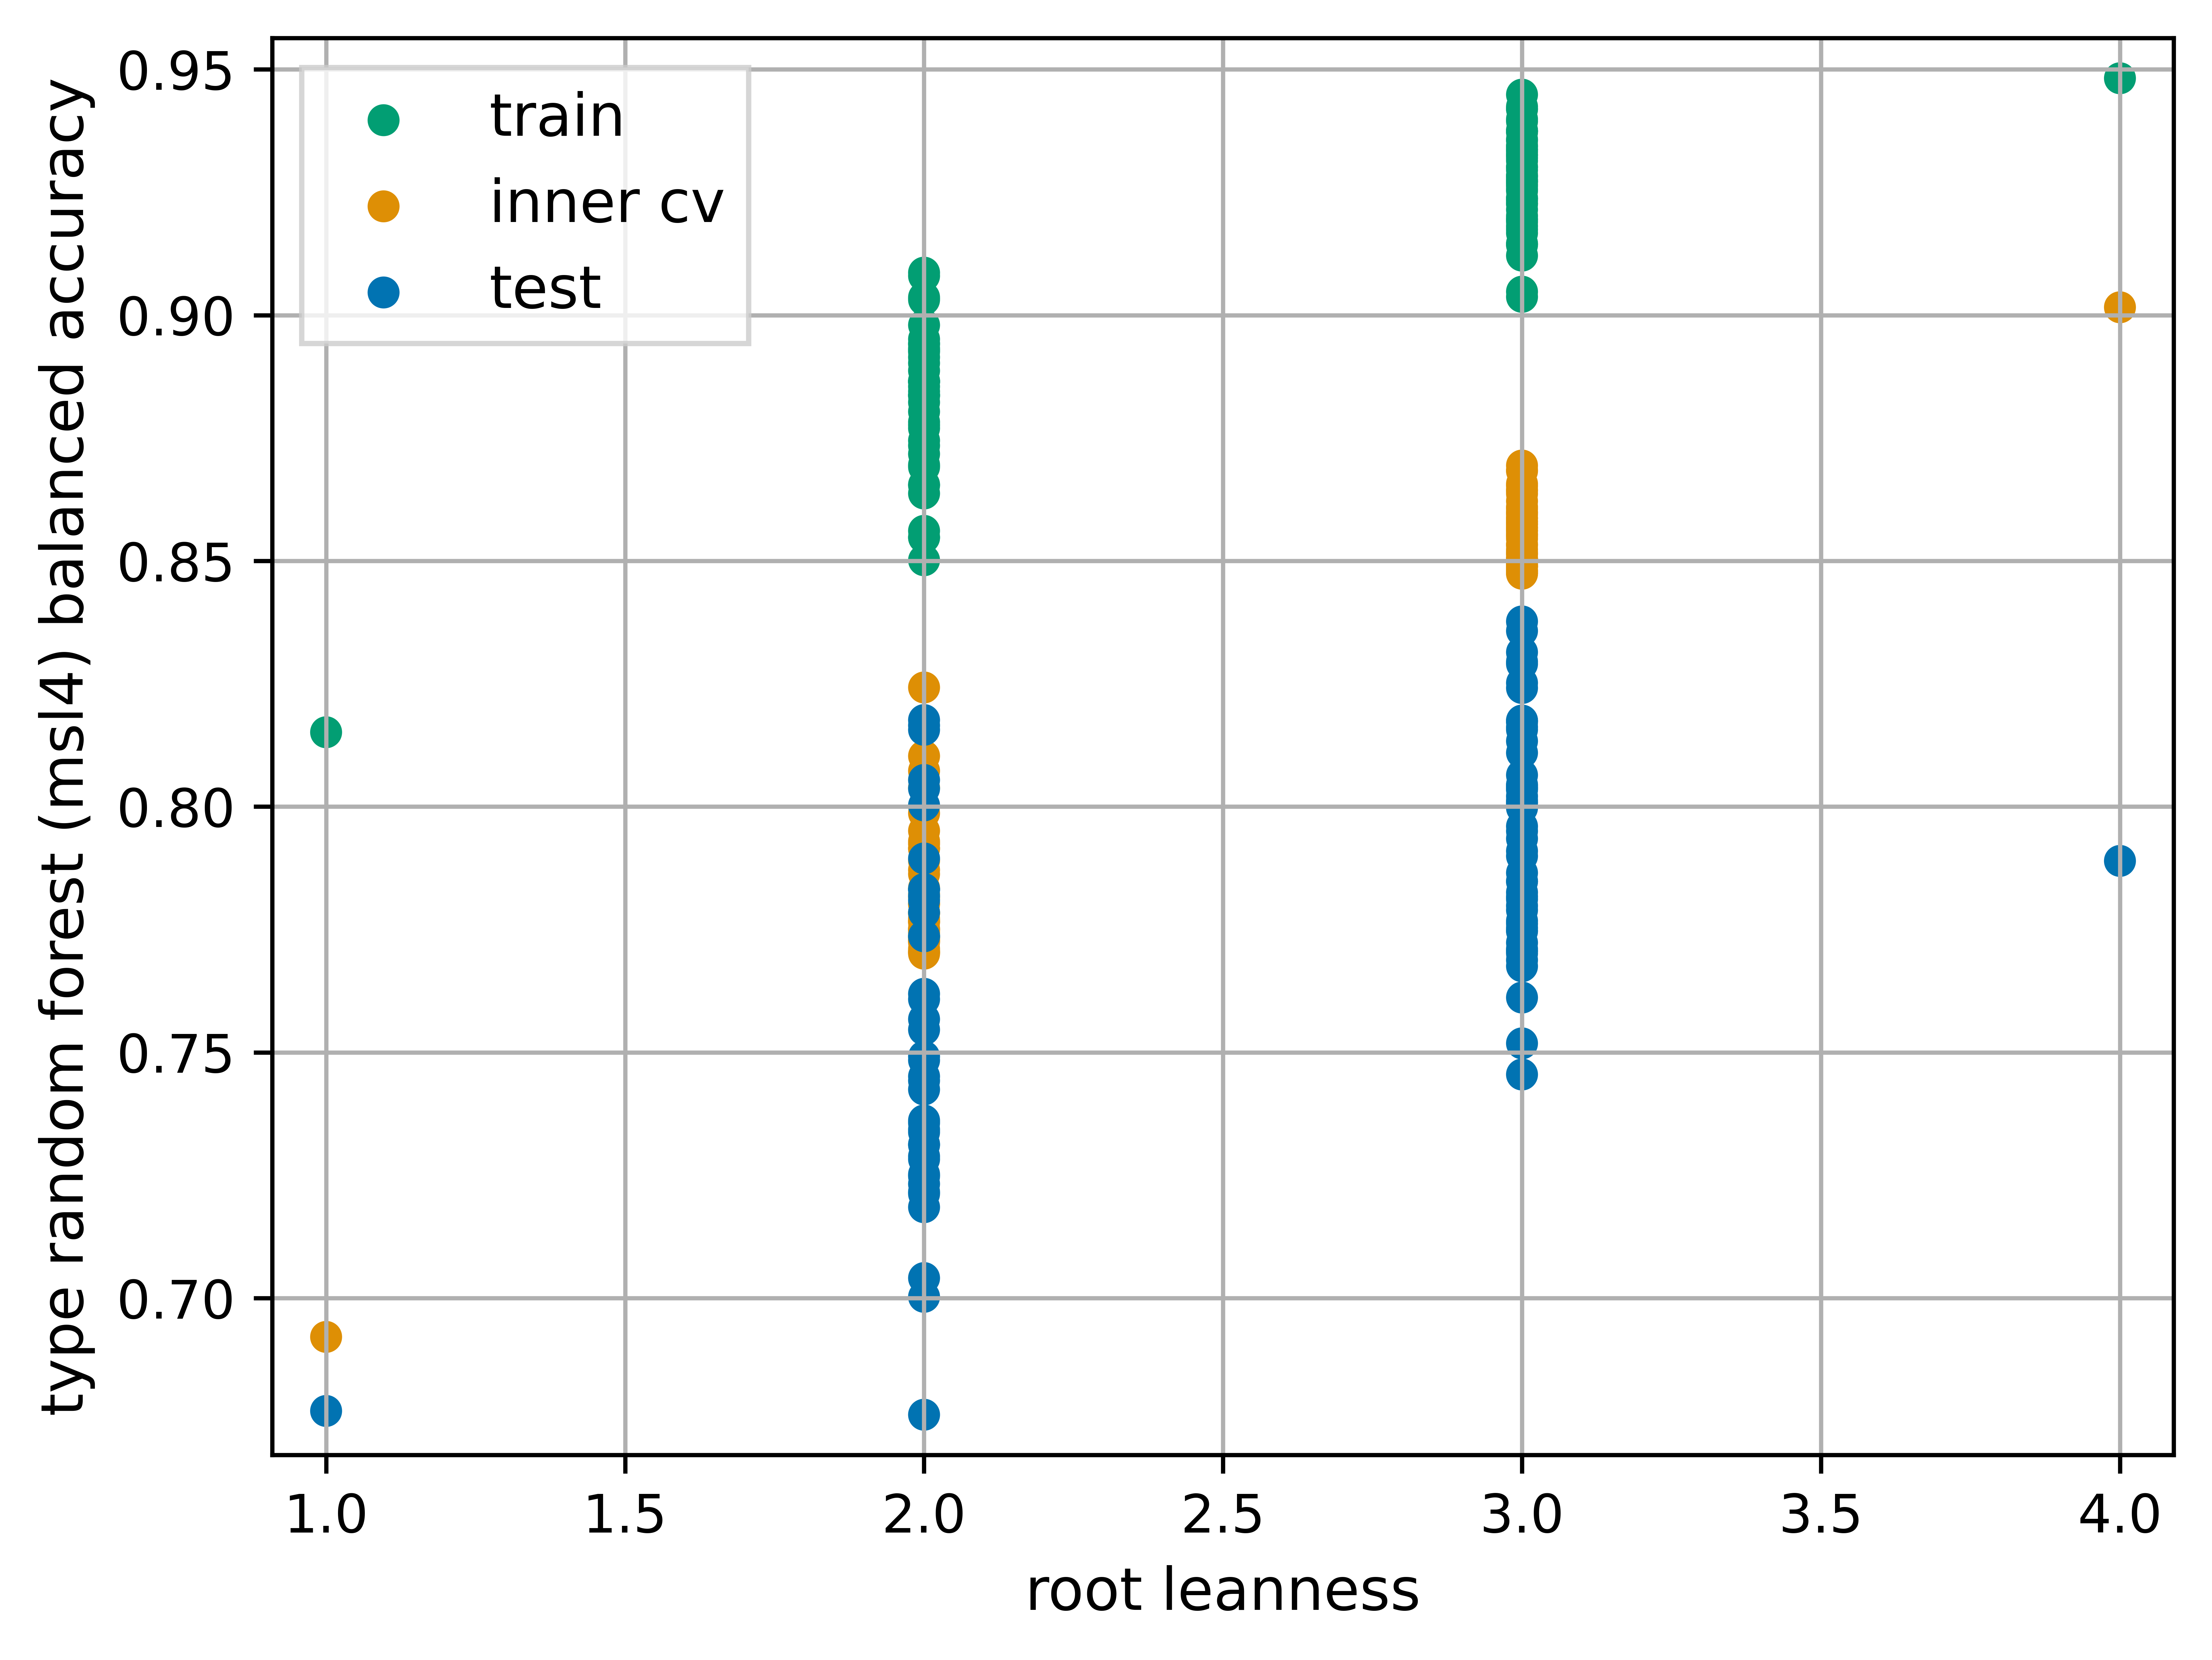 type random forest (msl4) balanced accuracy
0.95
0.90
0.85
0.80
0.75
0.70
train
inner cv
test
1.0 1.5 2.0 2.5 3.0 3.5 4.0
root leanness